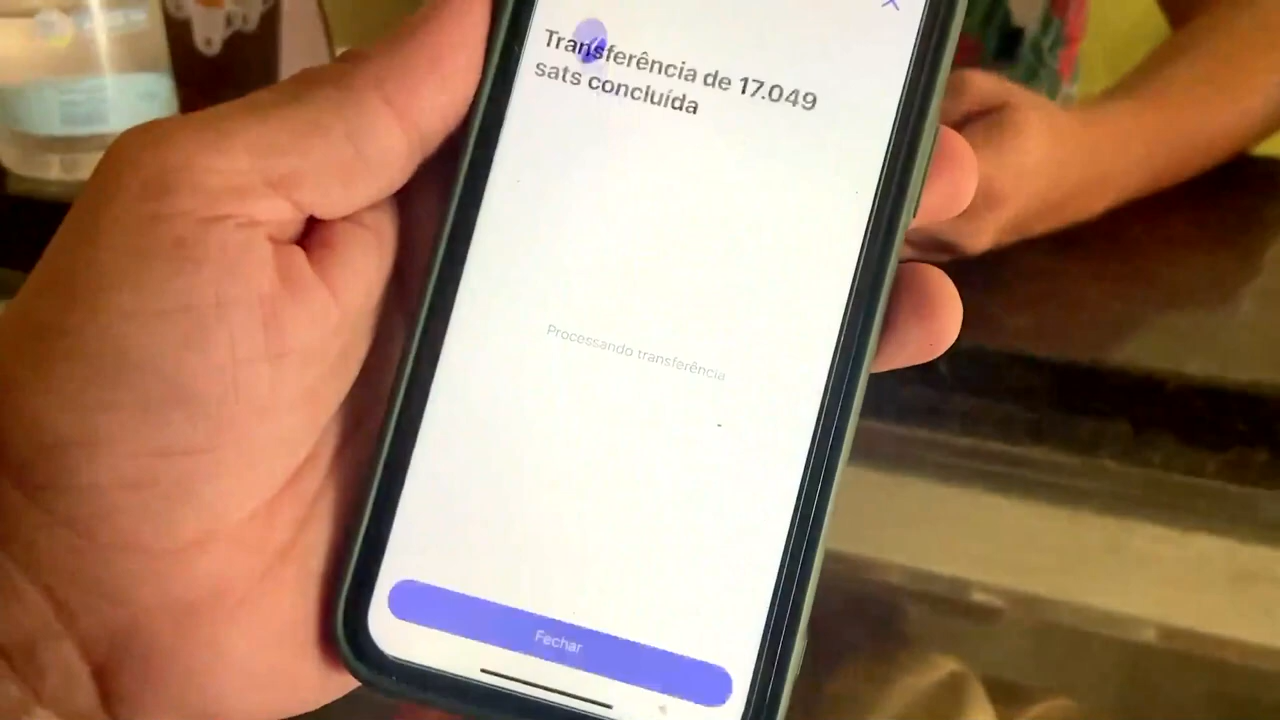 Transferência de 17.049
sats concluída
Processando transferência
Fechar